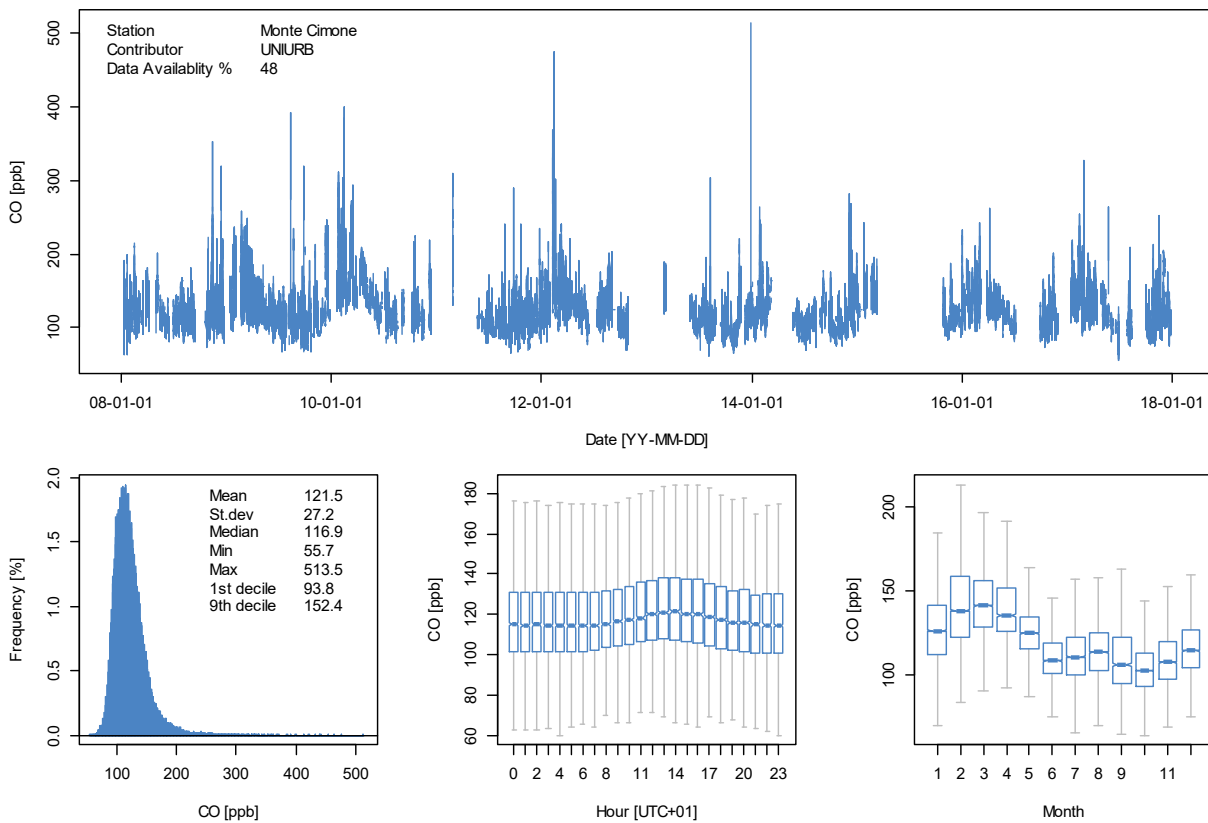 Station Monte Cimone
Contributor UNIURB
Data Availablity % 48
CO [ppb]
500
400
300
200
100
08-01-01 10-01-01 12-01-01 14-01-01 16-01-01 18-01-01
Date [YY-MM-DD]
Frequency [%]
2.0
1.5
1.0
0.5
0.0
Mean 121.5
St.dev 27.2
Median 116.9
Min 55.7
Max 513.5
1st decile 93.8
9th decile 152.4
100 200 300 400 500
CO [ppb]
CO [ppb]
180
160
140
120
100
80
60
0 2 4 6 8 11 14 17 20 23
Hour [UTC+01]
CO [ppb]
200
150
100
1 2 3 4 5 6 7 8 9 11
Month